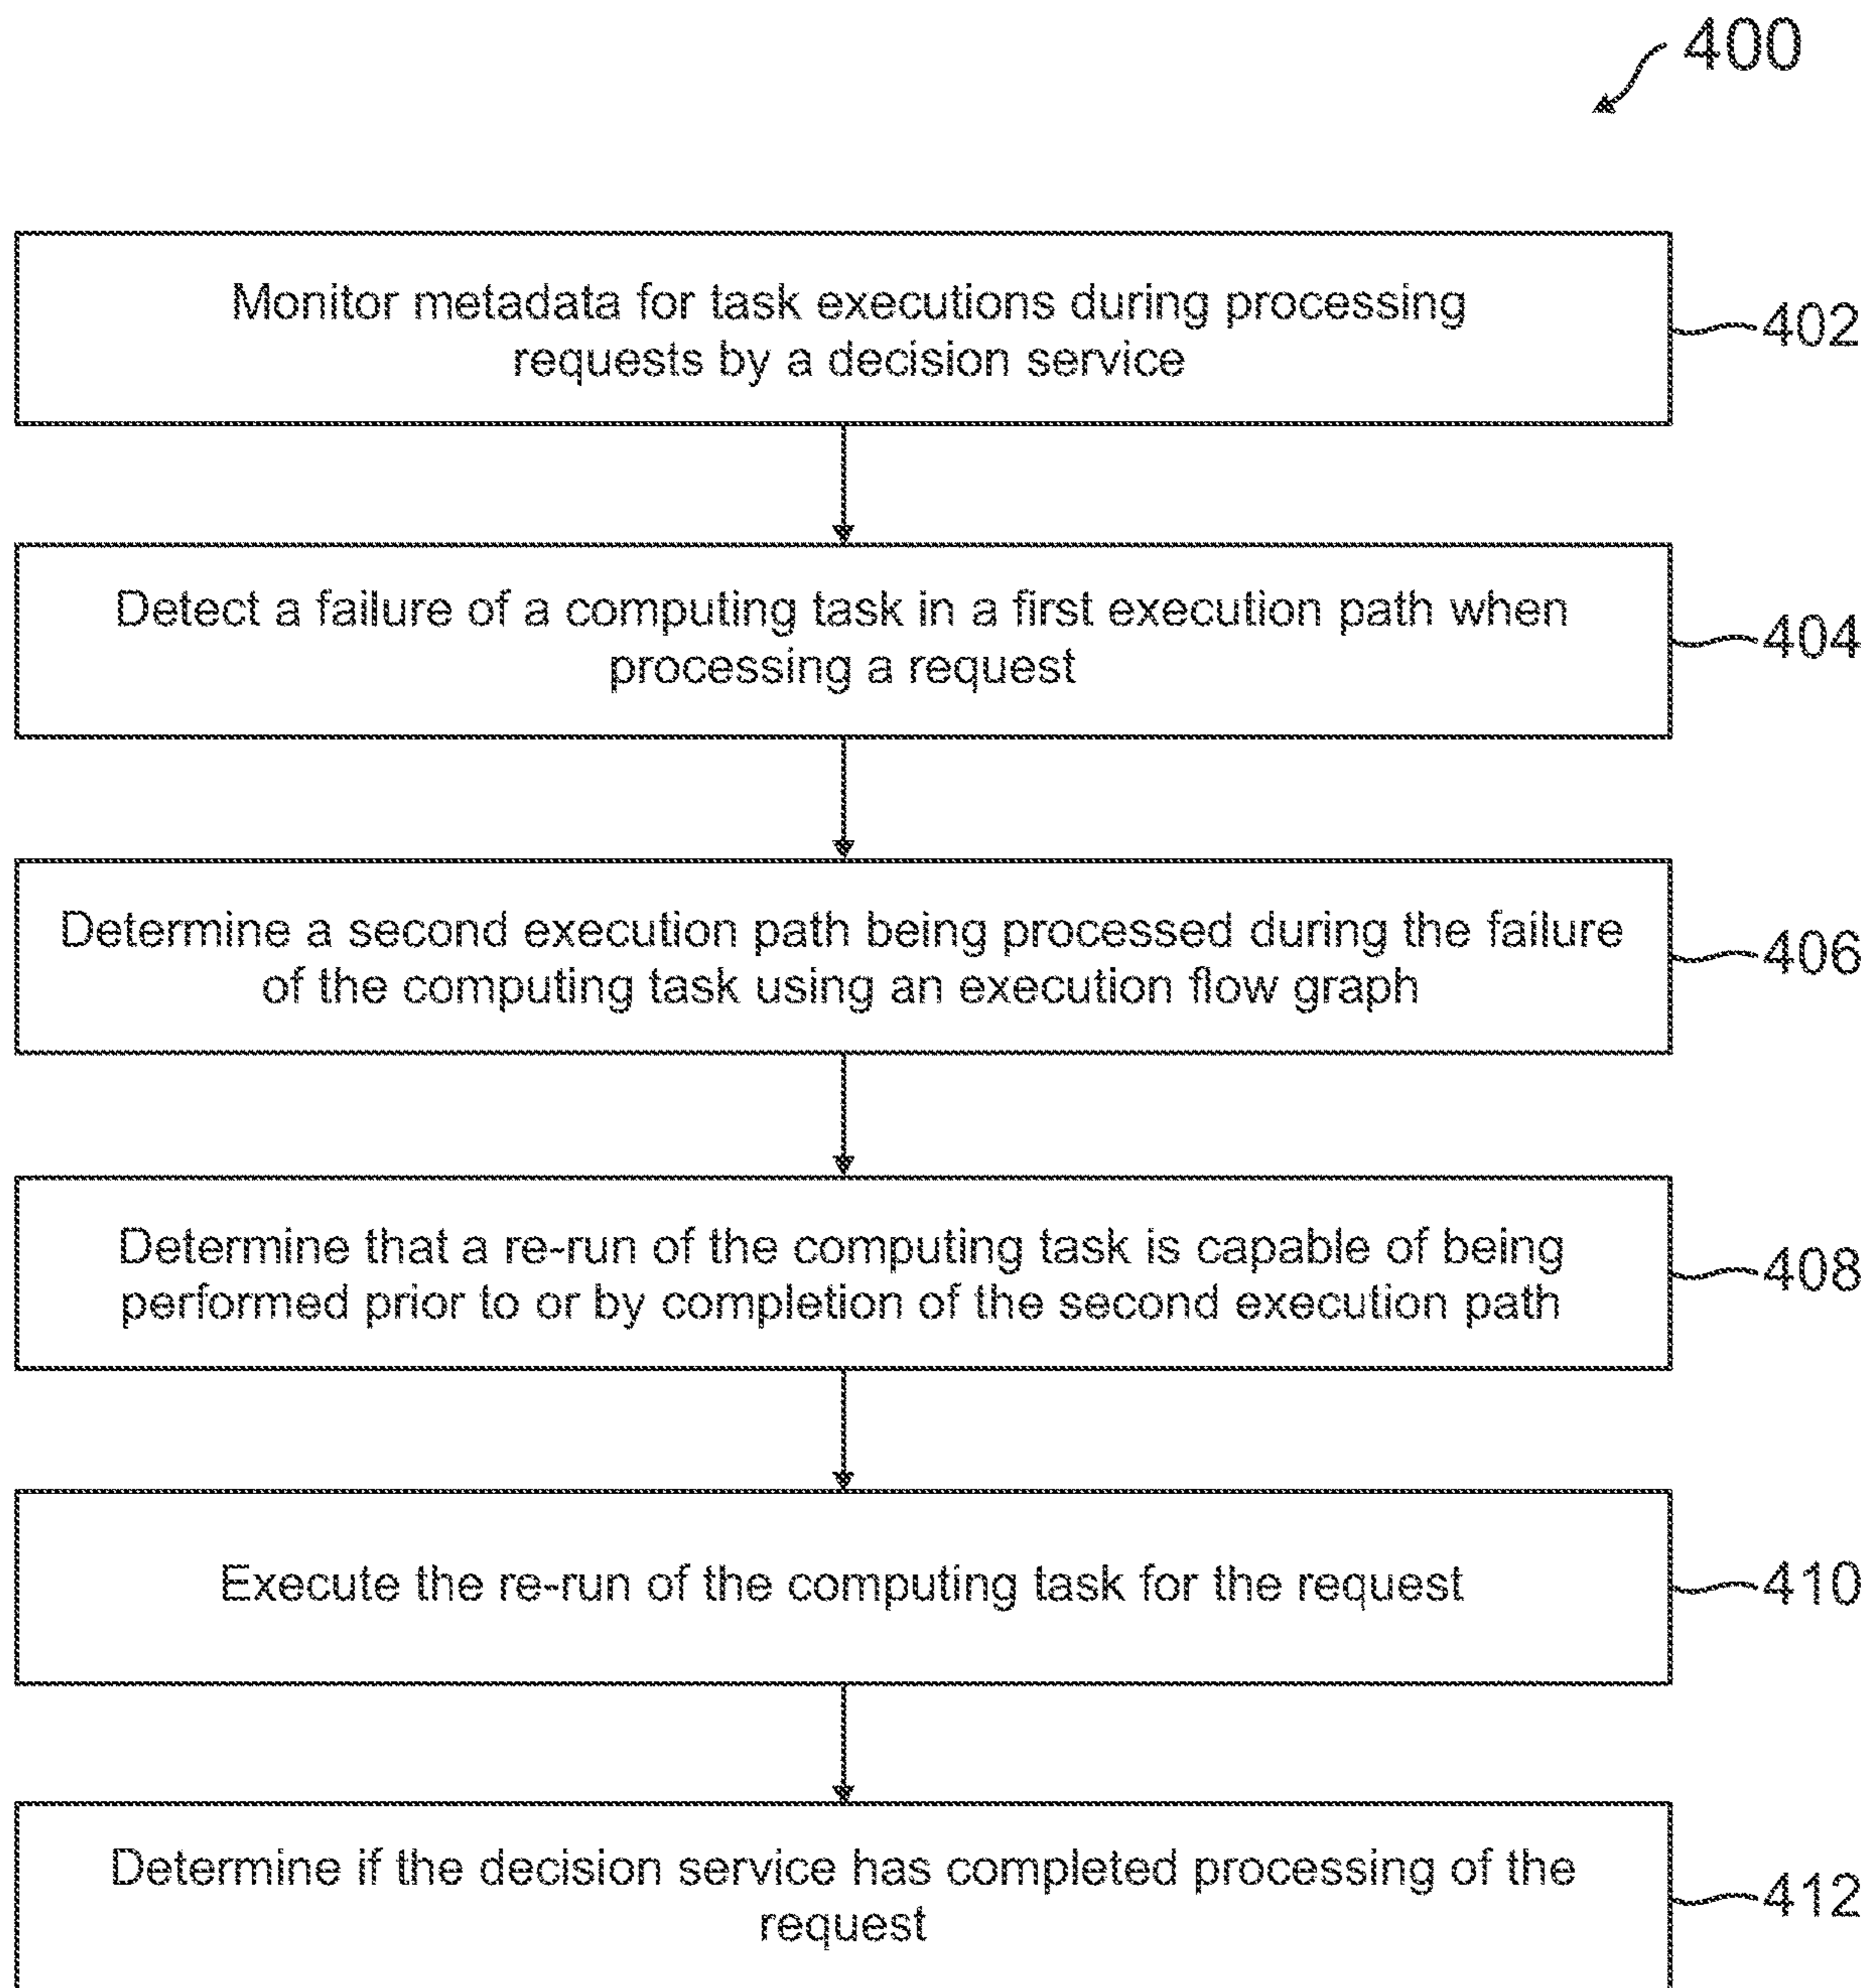 400
Monitor metadata for task executions during processing
requests by a decision service
402
Detect a failure of a computing task in a first execution path when
processing a request
404
Determine a second execution path being processed during the failure
of the computing task using an execution flow graph
406
Determine that a re-run of the computing task is capable of being
performed prior to or by completion of the second execution path
408
Execute the re-run of the computing task for the request
410
Determine if the decision service has completed processing of the
request
412